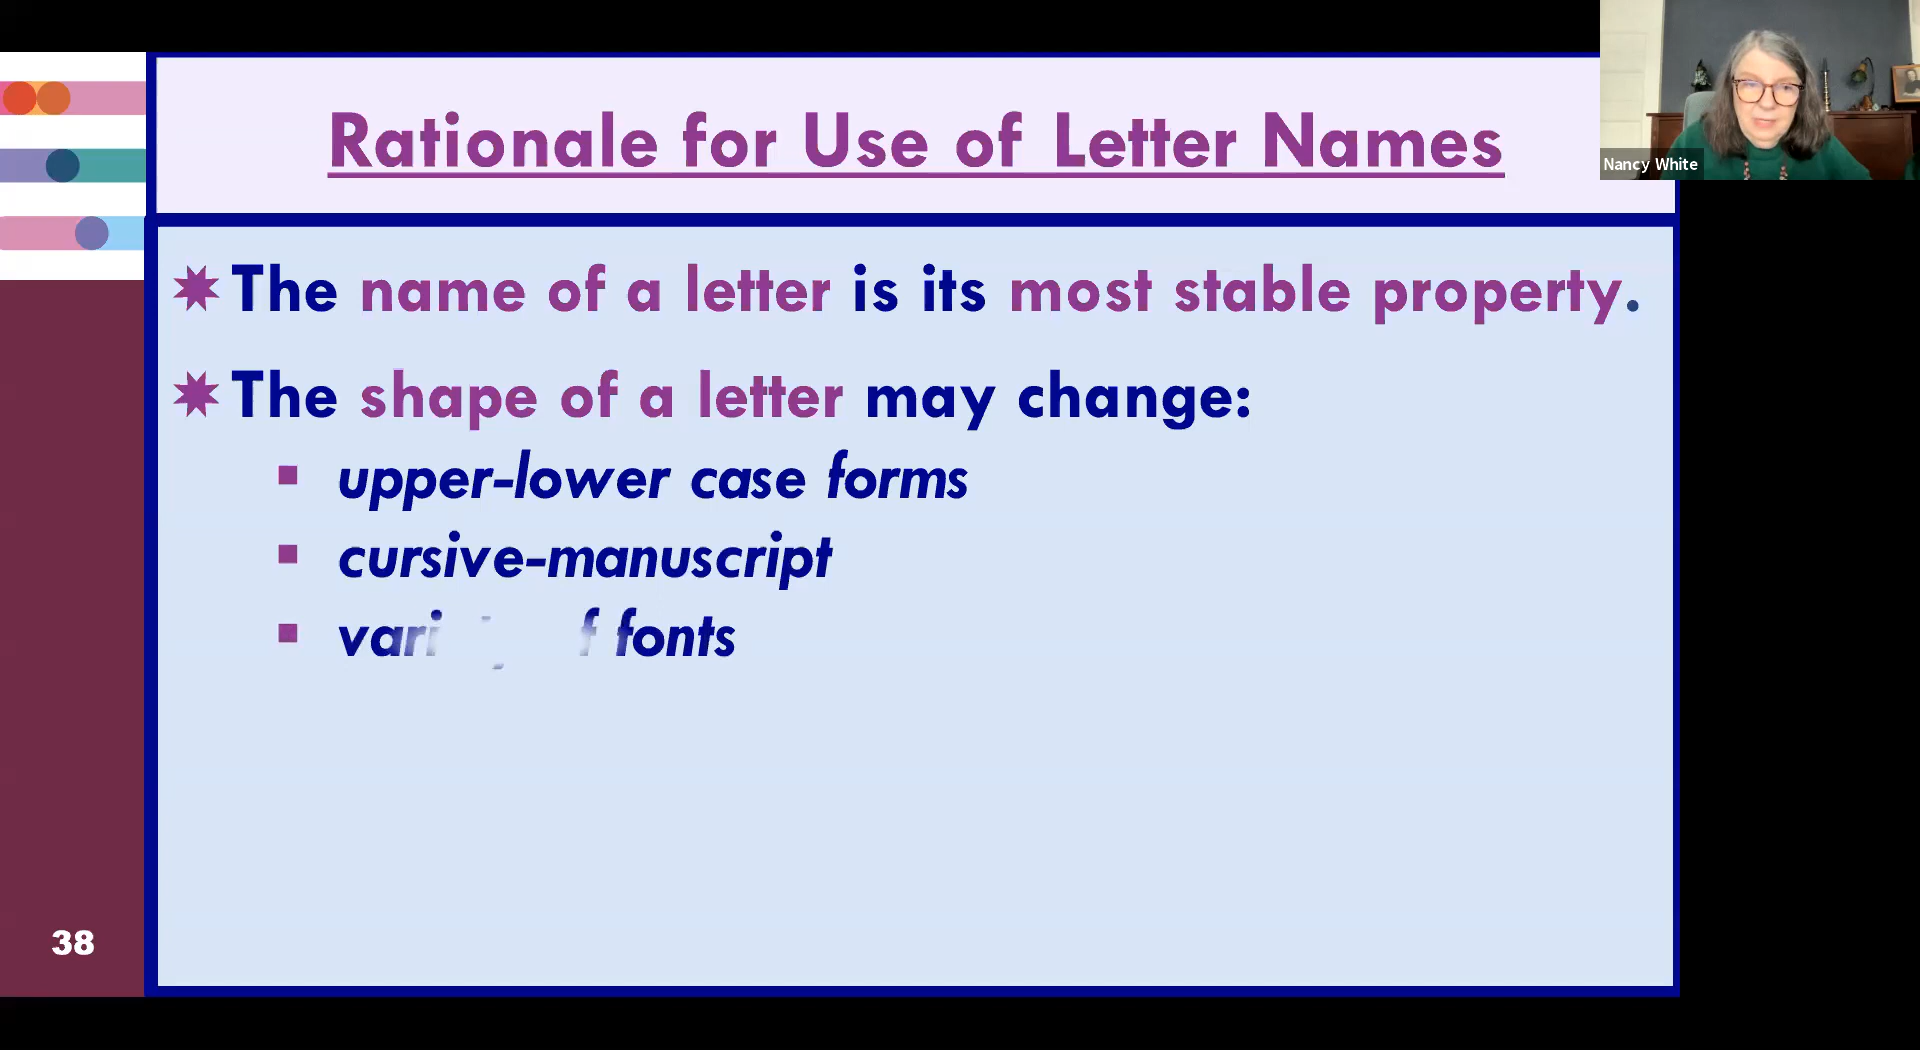 Rationale for Use of Letter Names
Nancy White
The name of a letter is its most stable property.
The shape of a letter may change:
upper-lower case forms
cursive-manuscript
fonts
38